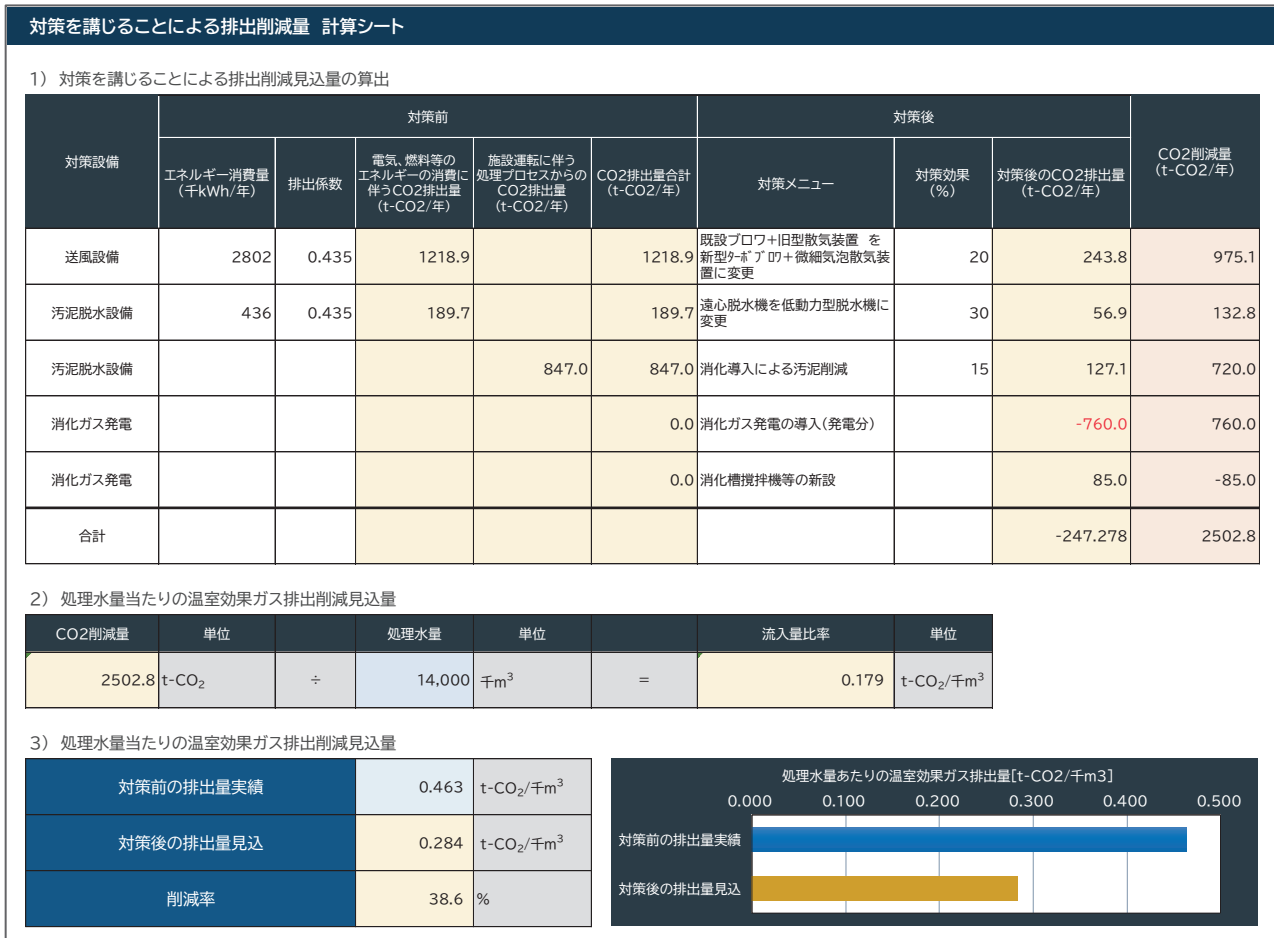 対策を講じることによる排出削減量 計算シート
1） 対策を講じることによる排出削減見込量の算出
対策設備
対策前
対策後
CO2削減量
(t-CO2/年)
エネルギー消費量
(千kWh/年)
排出係数
電気、燃料等の
エネルギーの消費に
伴うCO2排出量
(t-CO2/年)
施設運転に伴う
処理プロセスからの
CO2排出量
(t-CO2/年)
CO2排出量合計
(t-CO2/年)
対策メニュー
対策効果
(%)
対策後のCO2排出量
(t-CO2/年)
送風設備 2802 0.435 1218.9 1218.9 既設ブロワ+旧型散気装置 を
新型ﾀｰﾎﾞﾌﾞﾛﾜ+微細気泡散気装
置に変更
20 243.8 975.1
汚泥脱水設備 436 0.435 189.7 189.7 遠心脱水機を低動力型脱水機に
変更
30 56.9 132.8
汚泥脱水設備 847.0 847.0 消化導入による汚泥削減 15 127.1 720.0
消化ガス発電 0.0 消化ガス発電の導入(発電分) -760.0 760.0
消化ガス発電 0.0 消化槽撹拌機等の新設 85.0 -85.0
合計 -247.278 2502.8
2） 処理水量当たりの温室効果ガス排出削減見込量
CO2削減量 単位 処理水量 単位 流入量比率 単位
2502.8 t-CO₂ ÷ 14,000 千m³ = 0.179 t-CO₂/千m³
3） 処理水量当たりの温室効果ガス排出削減見込量
対策前の排出量実績 0.463 t-CO₂/千m³
対策後の排出量見込 0.284 t-CO₂/千m³
削減率 38.6 %
処理水量あたりの温室効果ガス排出量[t-CO2/千m3]
0.000 0.100 0.200 0.300 0.400 0.500
対策前の排出量実績
対策後の排出量見込